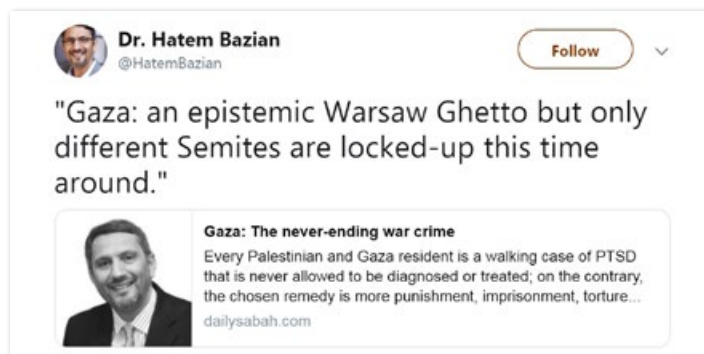 Dr. Hatem Bazian
@HatemBazian
Follow
"Gaza: an epistemic Warsaw Ghetto but only
different Semites are locked-up this time
around."
Gaza: The never-ending war crime
Every Palestinian and Gaza resident is a walking case of PTSD
that is never allowed to be diagnosed or treated; on the contrary,
the chosen remedy is more punishment, imprisonment, torture...
dailysabah.com